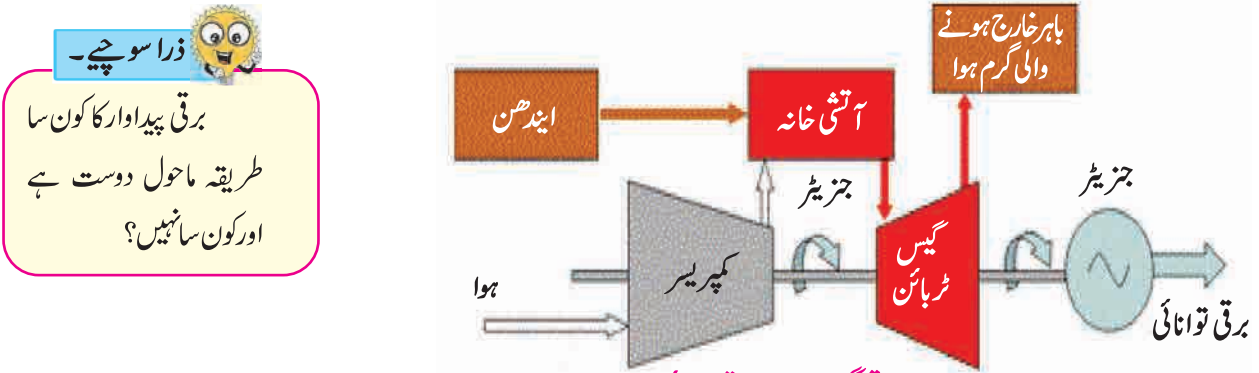 ذرا سوچیے۔
برقی پیداوار کا کون سا
طریقہ ماحول دوست ہے
اور کون سا نہیں؟
باہر خارج ہونے
والی گرم ہوا
ایندھن
آتشی خانہ
جنریٹر
جنریٹر
گیس
ٹربائن
کمپریسر
ہوا
برقی توانائی